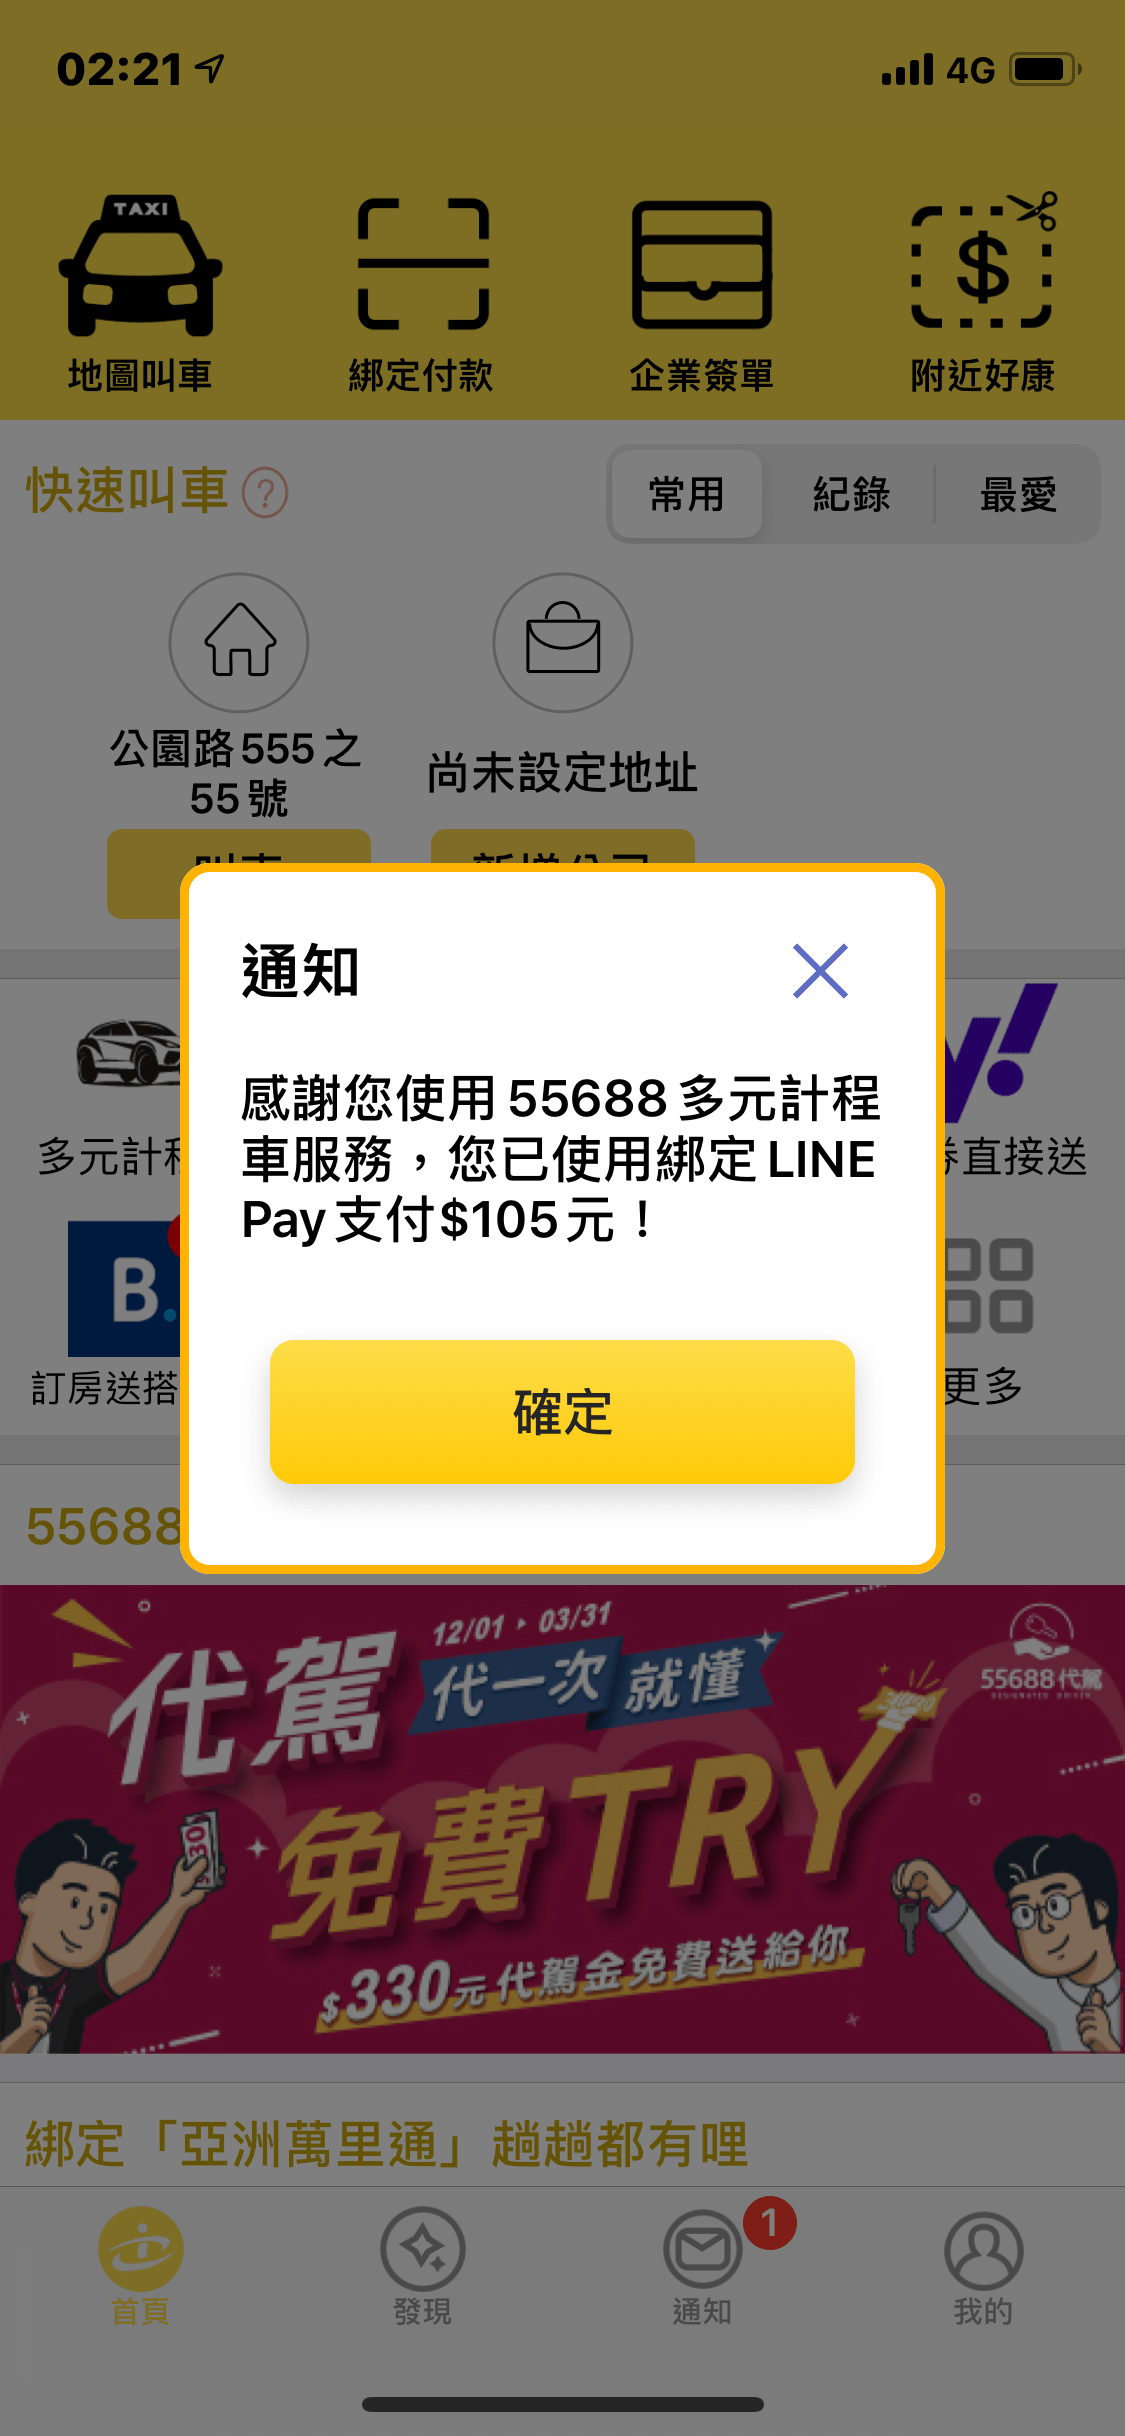 02:21
4G
TAXI
地圖叫車
綁定付款
企業簽單
附近好康
快速叫車
?
常用
紀錄
最愛
公園路555之
55號
尚未設定地址
通知
感謝您使用55688多元計程
車服務，您已使用綁定LINE
Pay支付$105元！
確定
多元計
直接送
B.
訂房送搭
更多
55688
12/01 ▸ 03/31
代駕
代一次 就懂
55688代駕
DESIGNATED DRIVER
免費TRY
$330元代駕金免費送給你
綁定「亞洲萬里通」趟趟都有哩
首頁
發現
1
通知
我的